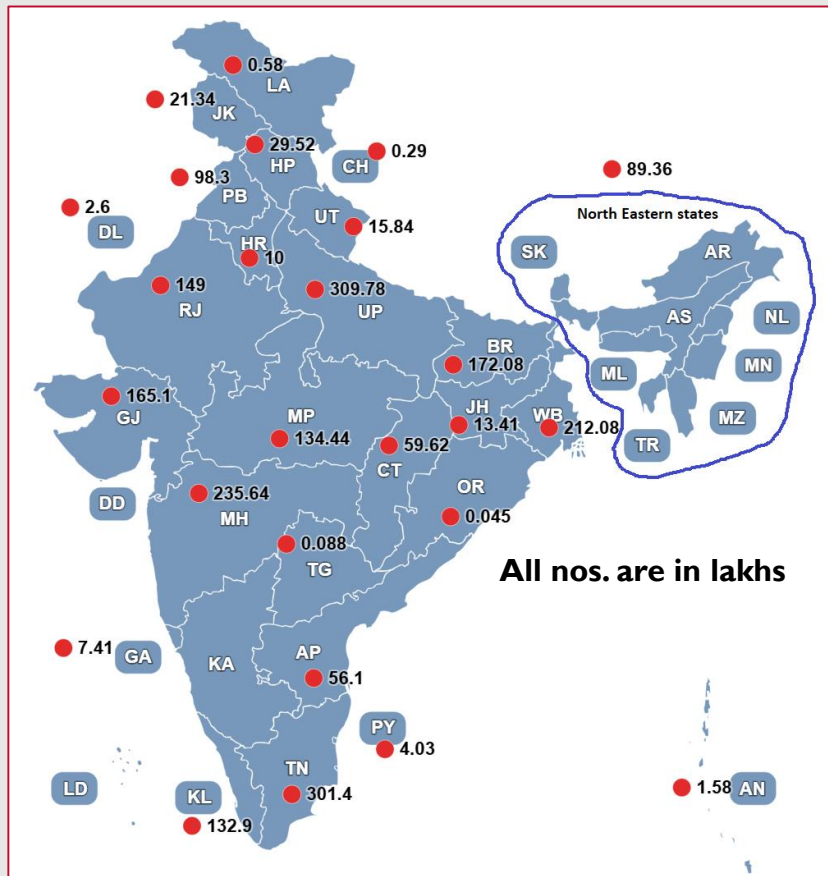 0.58
LA
21.34
JK
29.52
HP
0.29
CH
98.3
PB
89.36
2.6
DL
UT
15.84
North Eastern states
HR
10
SK
AR
149
RJ
309.78
UP
AS
NL
BR
172.08
ML
MN
165.1
GJ
MP
134.44
JH
13.41
WB
212.08
MZ
59.62
CT
TR
DD
235.64
MH
OR
0.045
0.088
TG
All nos. are in lakhs
7.41
GA
KA
AP
56.1
PY
4.03
LD
KL
132.9
TN
301.4
1.58
AN